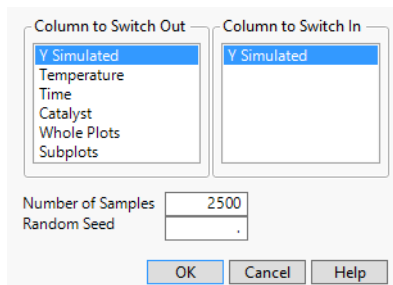 Column to Switch Out
Column to Switch In
Y Simulated
Temperature
Time
Catalyst
Whole Plots
Subplots
Y Simulated
Number of Samples 2500
Random Seed .
OK Cancel Help